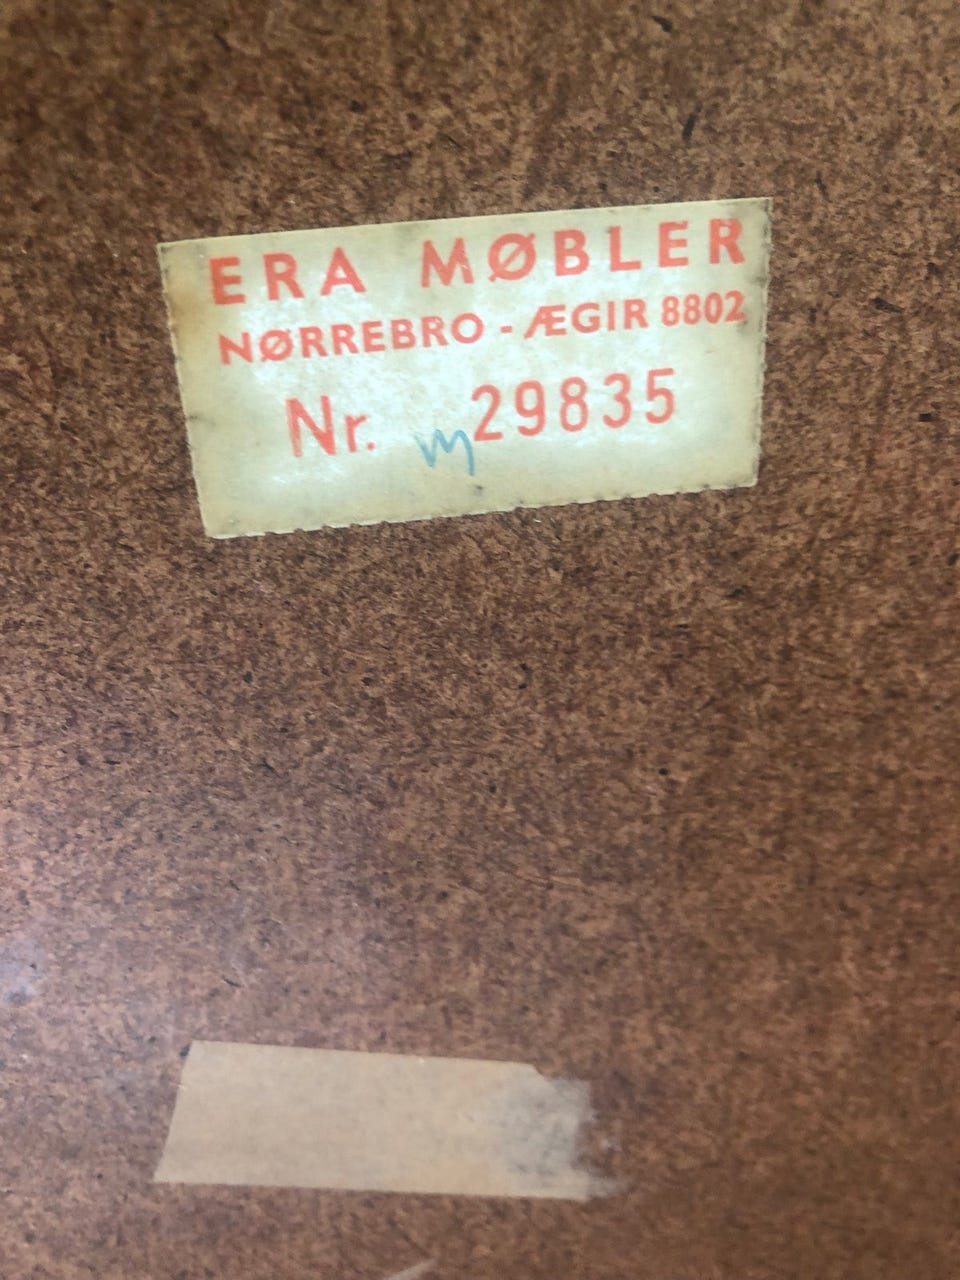 ERA MØBLER
NØRREBRO - ÆGIR 8802
Nr. 29835